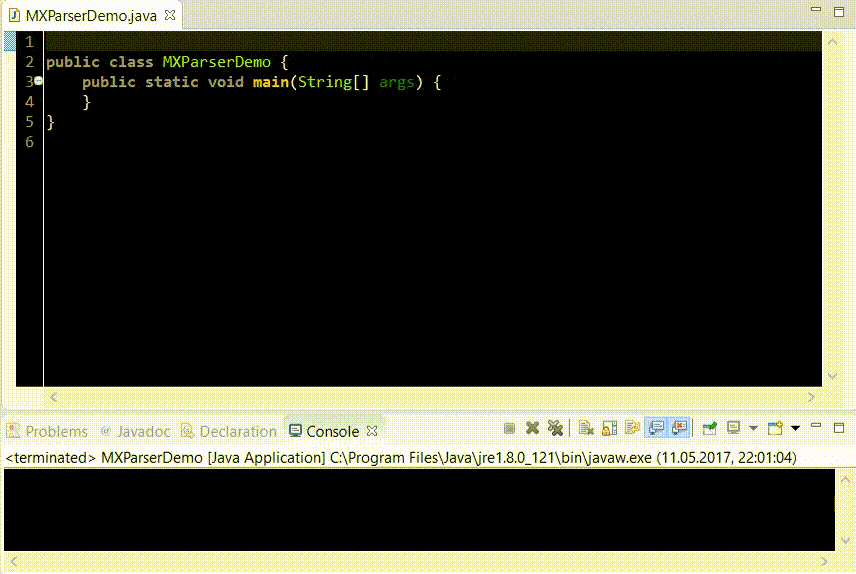 MXParserDemo.java
1
2 public class MXParserDemo {
3 public static void main(String[] args) {
4 }
5 }
6
Problems @ Javadoc Declaration Console
<terminated> MXParserDemo [Java Application] C:\Program Files\Java\jre1.8.0_121\bin\javaw.exe (11.05.2017, 22:01:04)